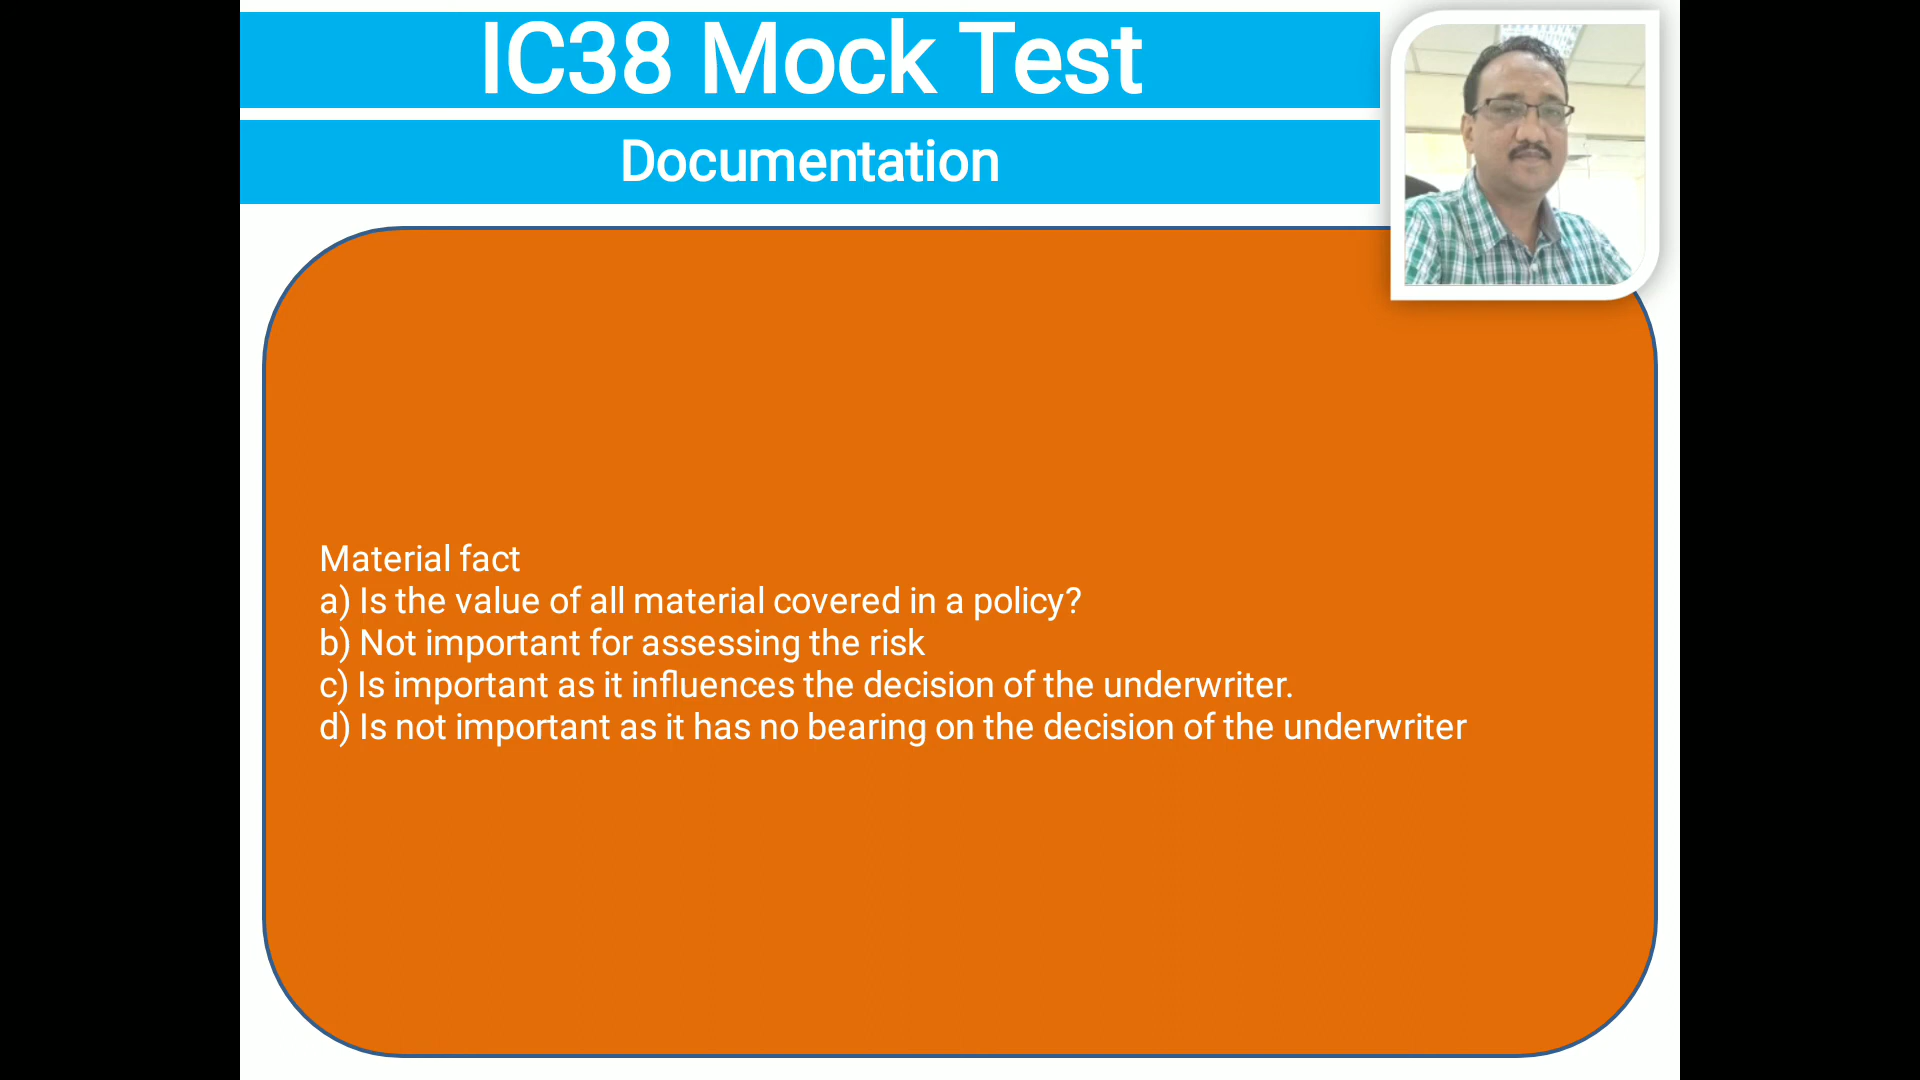 IC38 Mock Test
Documentation
Material fact
a) Is the value of all material covered in a policy?
b) Not important for assessing the risk
c) Is important as it influences the decision of the underwriter.
d) Is not important as it has no bearing on the decision of the underwriter